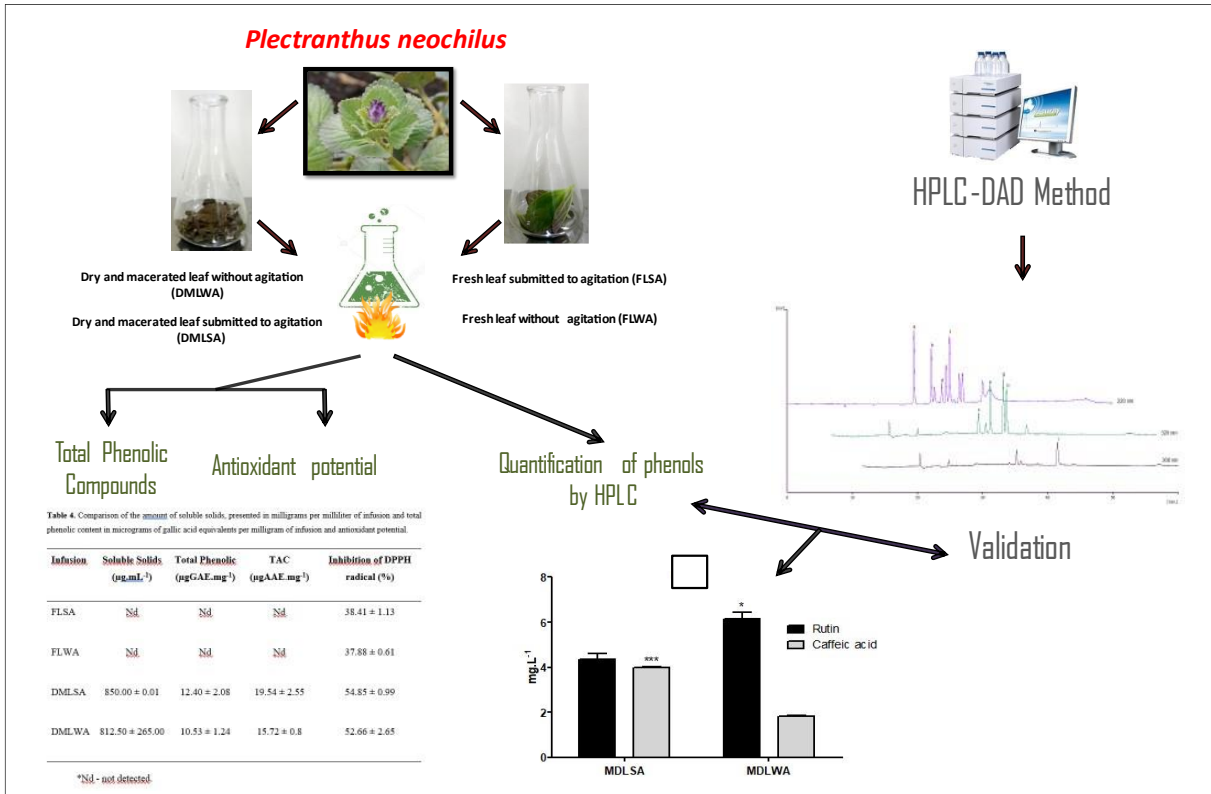 Plectranthus neochilus
Dry and macerated leaf without agitation
(DMLWA)
Dry and macerated leaf submitted to agitation
(DMLSA)
Fresh leaf submitted to agitation (FLSA)
Fresh leaf without agitation (FLWA)
HPLC-DAD Method
Total Phenolic
Compounds
Antioxidant potential
Quantification of phenols
by HPLC
Validation
Table 4. Comparison of the amount of soluble solids, presented in milligrams per milliliter of infusion and total
phenolic content in micrograms of gallic acid equivalents per milligram of infusion and antioxidant potential.
Infusion Soluble Solids Total Phenolic TAC Inhibition of DPPH
(µg.mL-1) (µgGAE.mg-1) (µgAAE.mg-1) radical (%)
FLSA Nd Nd Nd 38.41 ± 1.13
FLWA Nd Nd Nd 37.88 ± 0.61
DMLSA 850.00 ± 0.01 12.40 ± 2.08 19.54 ± 2.55 54.85 ± 0.99
DMLWA 812.50 ± 265.00 10.53 ± 1.24 15.72 ± 0.8 52.66 ± 2.65
*Nd - not detected.
8
6
4
2
0
mg.L-1
***
*
Rutin
Caffeic acid
MDLSA MDLWA